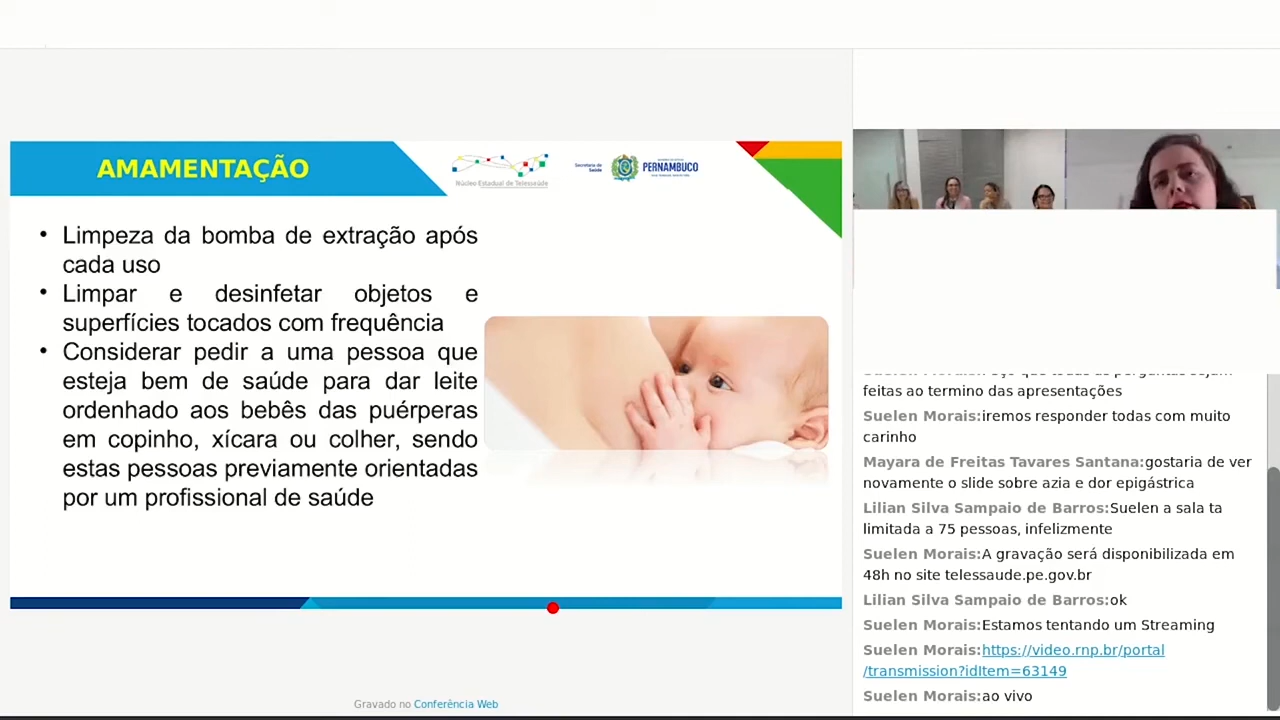 AMAMENTAÇÃO
Núcleo Estadual de Telessaúde
Secretaria de
Saúde
PERNAMBUCO
• Limpeza da bomba de extração após
cada uso
• Limpar e desinfetar objetos e
superfícies tocados com frequência
• Considerar pedir a uma pessoa que
esteja bem de saúde para dar leite
ordenhado aos bebês das puérperas
em copinho, xícara ou colher, sendo
estas pessoas previamente orientadas
por um profissional de saúde
feitas ao termino das apresentações
Suelen Morais:iremos responder todas com muito
carinho
Mayara de Freitas Tavares Santana:gostaria de ver
novamente o slide sobre azia e dor epigástrica
Lilian Silva Sampaio de Barros:Suelen a sala ta
limitada a 75 pessoas, infelizmente
Suelen Morais:A gravação será disponibilizada em
48h no site telessaude.pe.gov.br
Lilian Silva Sampaio de Barros:ok
Suelen Morais:Estamos tentando um Streaming
Suelen Morais:https://video.rnp.br/portal
/transmission?idItem=63149
Suelen Morais:ao vivo
Gravado no Conferência Web